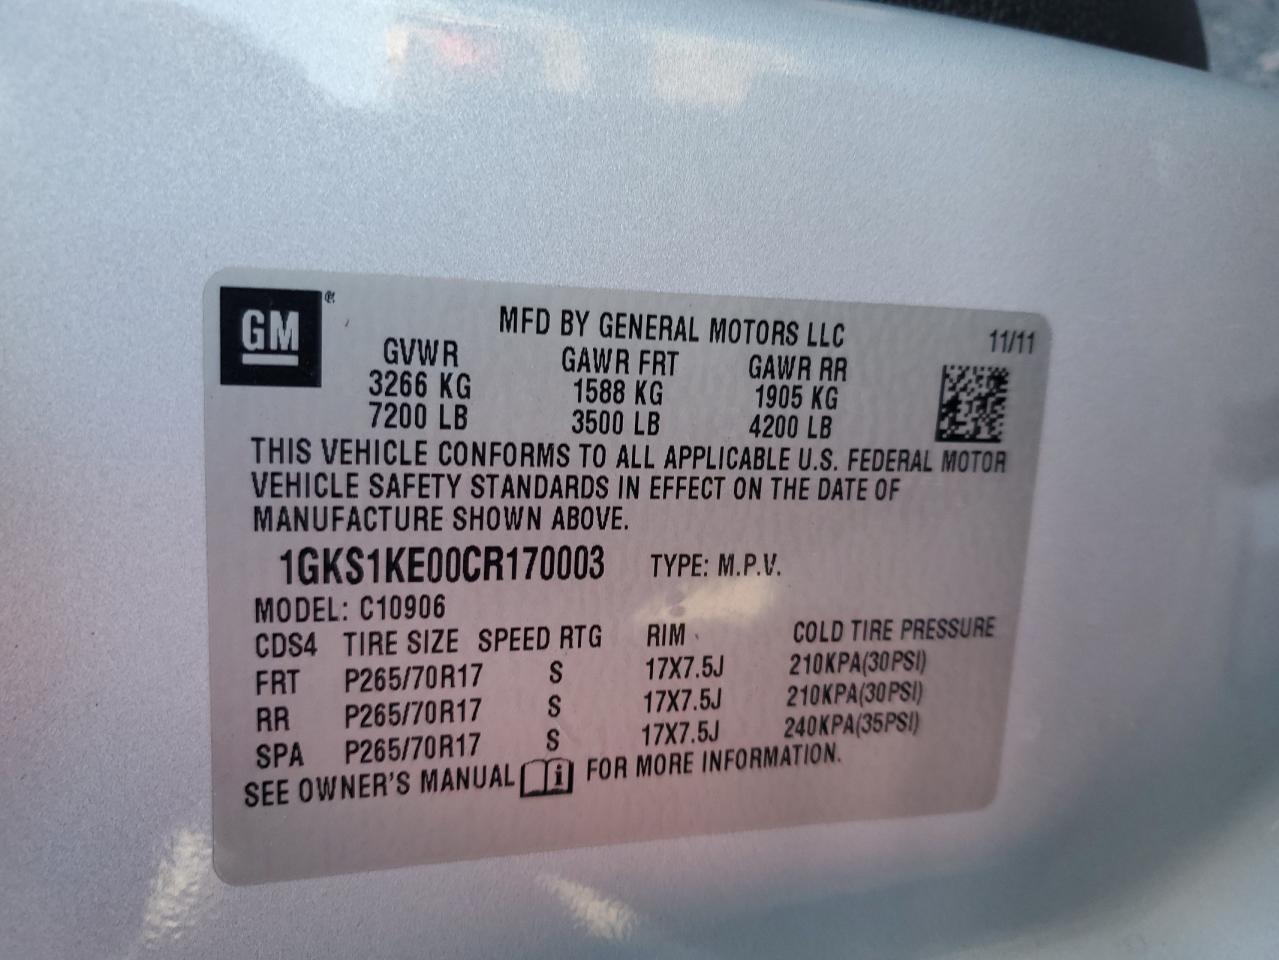 GM
MFD BY GENERAL MOTORS LLC 11/11
GVWR GAWR FRT GAWR RR
3266 KG 1588 KG 1905 KG
7200 LB 3500 LB 4200 LB
THIS VEHICLE CONFORMS TO ALL APPLICABLE U.S. FEDERAL MOTOR
VEHICLE SAFETY STANDARDS IN EFFECT ON THE DATE OF
MANUFACTURE SHOWN ABOVE.
1GKS1KE00CR170003 TYPE: M.P.V.
MODEL: C10906
CDS4 TIRE SIZE SPEED RTG RIM COLD TIRE PRESSURE
FRT P265/70R17 S 17X7.5J 210KPA(30PSI)
RR P265/70R17 S 17X7.5J 210KPA(30PSI)
SPA P265/70R17 S 17X7.5J 240KPA(35PSI)
SEE OWNER'S MANUAL i FOR MORE INFORMATION.